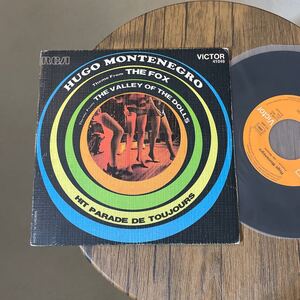 RCA
VICTOR
HUGO MONTENEGRO
Theme From THE FOX
THE VALLEY OF THE DOLLS
HIT PARADE DE TOUJOURS